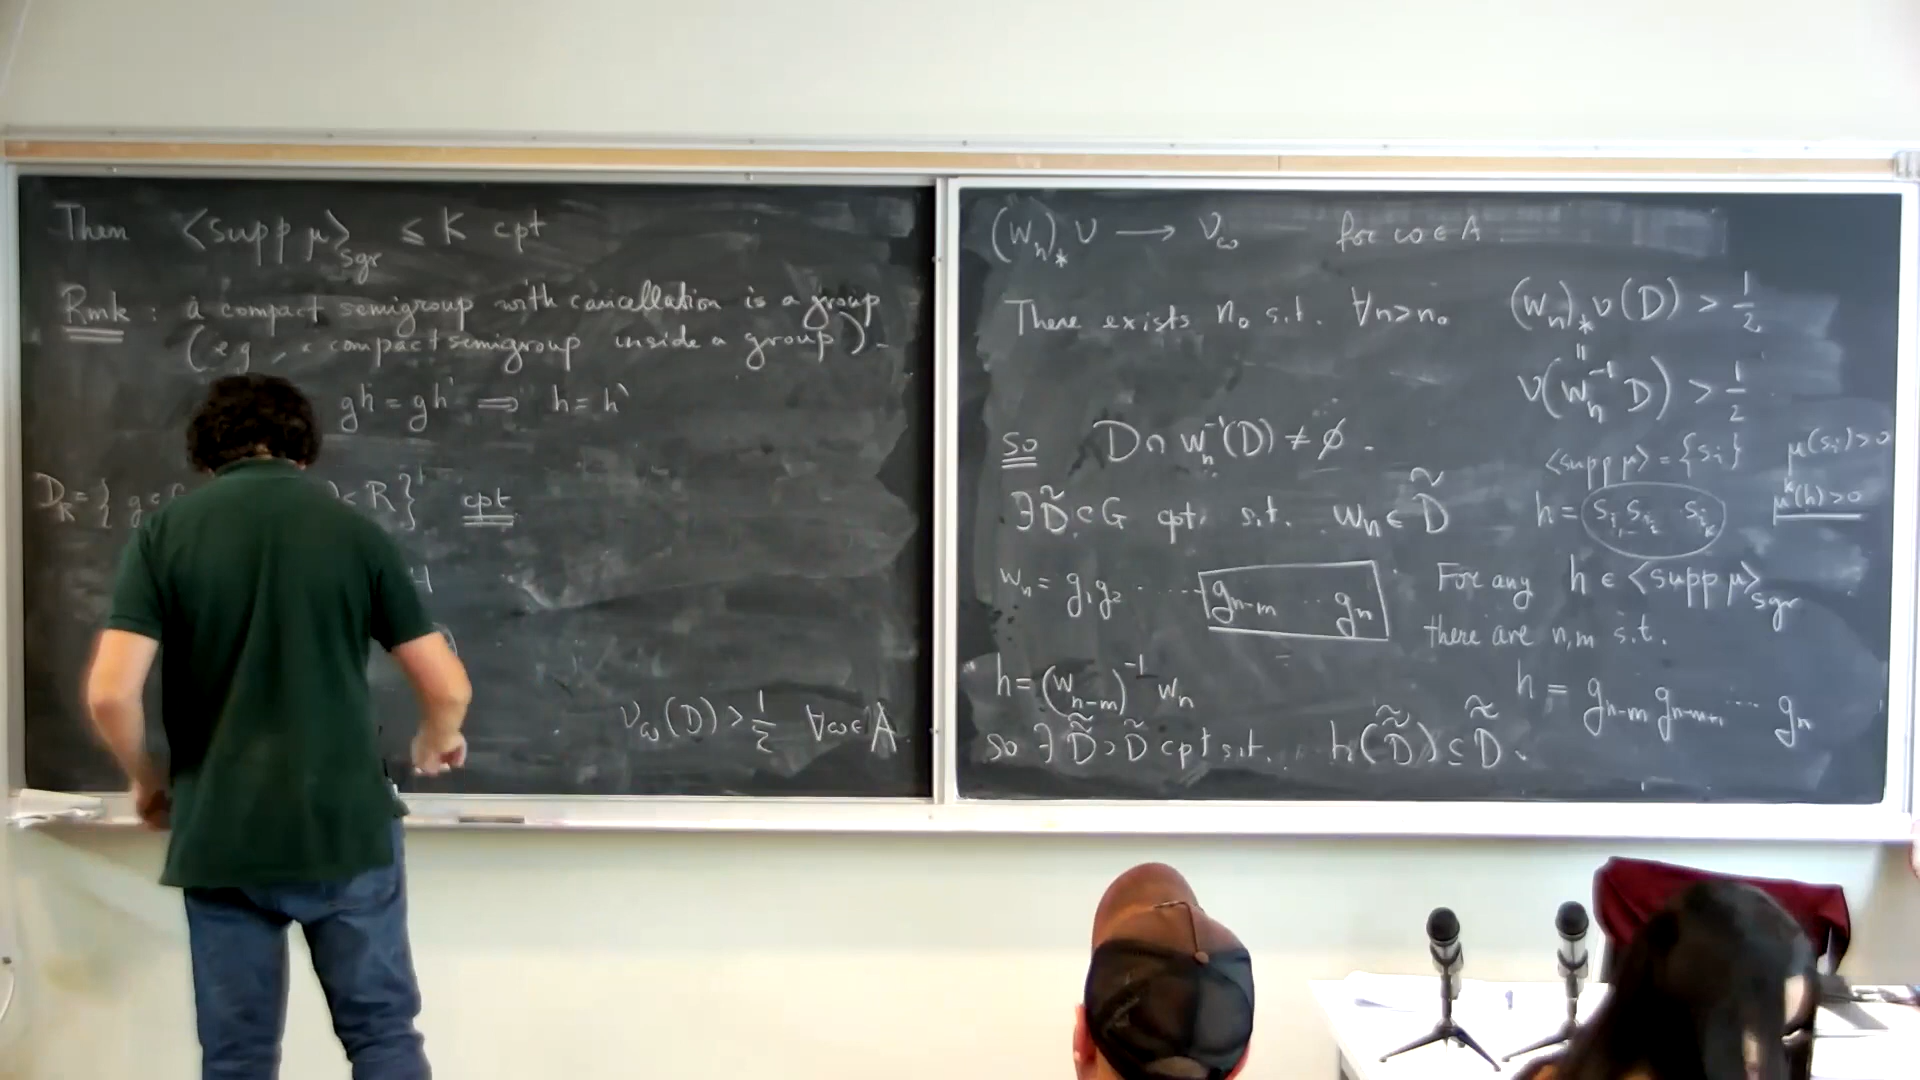 Then <supp μ>_sgr ≤ K cpt
Rmk : a compact semigroup with cancellation is a group
(eg, a compact semigroup inside a group).
gh = gh' ⟹ h = h'
D_R = { g ∈ < R } cpt
ν_ω(D) > 1/2 ∀ω∈A.
(w_n)_* ν → ν_ω for ω ∈ A.
There exists n₀ s.t. ∀n>n₀ (w_n)_* ν(D) > 1/2
=
ν(w_n^{-1} D) > 1/2
so D ∩ w_n^{-1}(D) ≠ ∅.
<supp μ> = {s_i} μ(s_i)>0
∃ D̃ ⊂ G cpt. s.t. w_n ∈ D̃̃
h = s_{i_1} s_{i_2} s_{i_k} μ^k(h)>0
w_n = g₁g₂ ····· g_{n-m} ·· g_n
For any h ∈ <supp μ>_sgr
there are n,m s.t.
h = g_{n-m} g_{n-m+1} ··· g_n
h = (w_{n-m})^{-1} w_n
so ∃ D̃̃ ⊃ D̃ cpt s.t. h(D̃̃) ⊆ D̃̃.